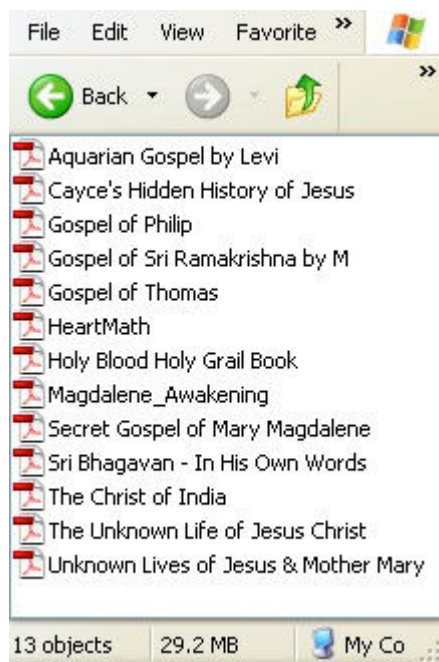 File Edit View Favorite »
Back »
Aquarian Gospel by Levi
Cayce's Hidden History of Jesus
Gospel of Philip
Gospel of Sri Ramakrishna by M
Gospel of Thomas
HeartMath
Holy Blood Holy Grail Book
Magdalene_Awakening
Secret Gospel of Mary Magdalene
Sri Bhagavan - In His Own Words
The Christ of India
The Unknown Life of Jesus Christ
Unknown Lives of Jesus & Mother Mary
13 objects 29.2 MB My Co